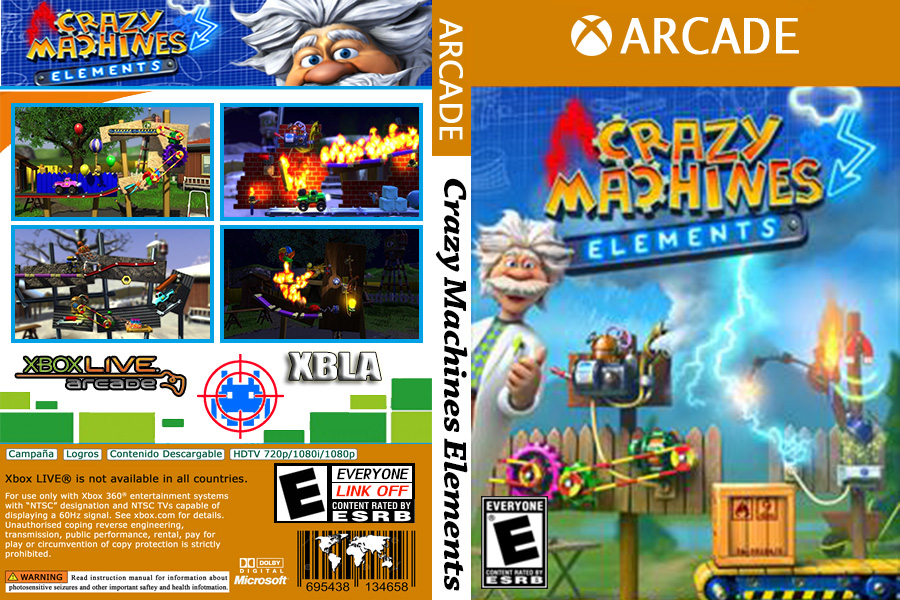 CRAZY
MACHINES
ELEMENTS
XBOX LIVE.
arcade
XBLA
Campaña
Logros
Contenido Descargable
HDTV 720p/1080i/1080p
Xbox LIVE® is not available in all countries.
For use only with Xbox 360® entertainment systems
with “NTSC” designation and NTSC TVs capable of
displaying a 60Hz signal. See xbox.com for details.
Unauthorised coping reverse engineering,
transmission, public performance, rental, pay for
play or circumvention of copy protection is strictly
prohibited.
WARNING Read instruction manual for information about
photosensitive seizures and other important saftey and health infotmation.
E
EVERYONE
LINK OFF
CONTENT RATED BY
ESRB
DOLBY
DIGITAL
Microsoft
695438 134658
ARCADE
Crazy Machines Elements
ARCADE
CRAZY
MACHINES
ELEMENTS
EVERYONE
E
CONTENT RATED BY
ESRB